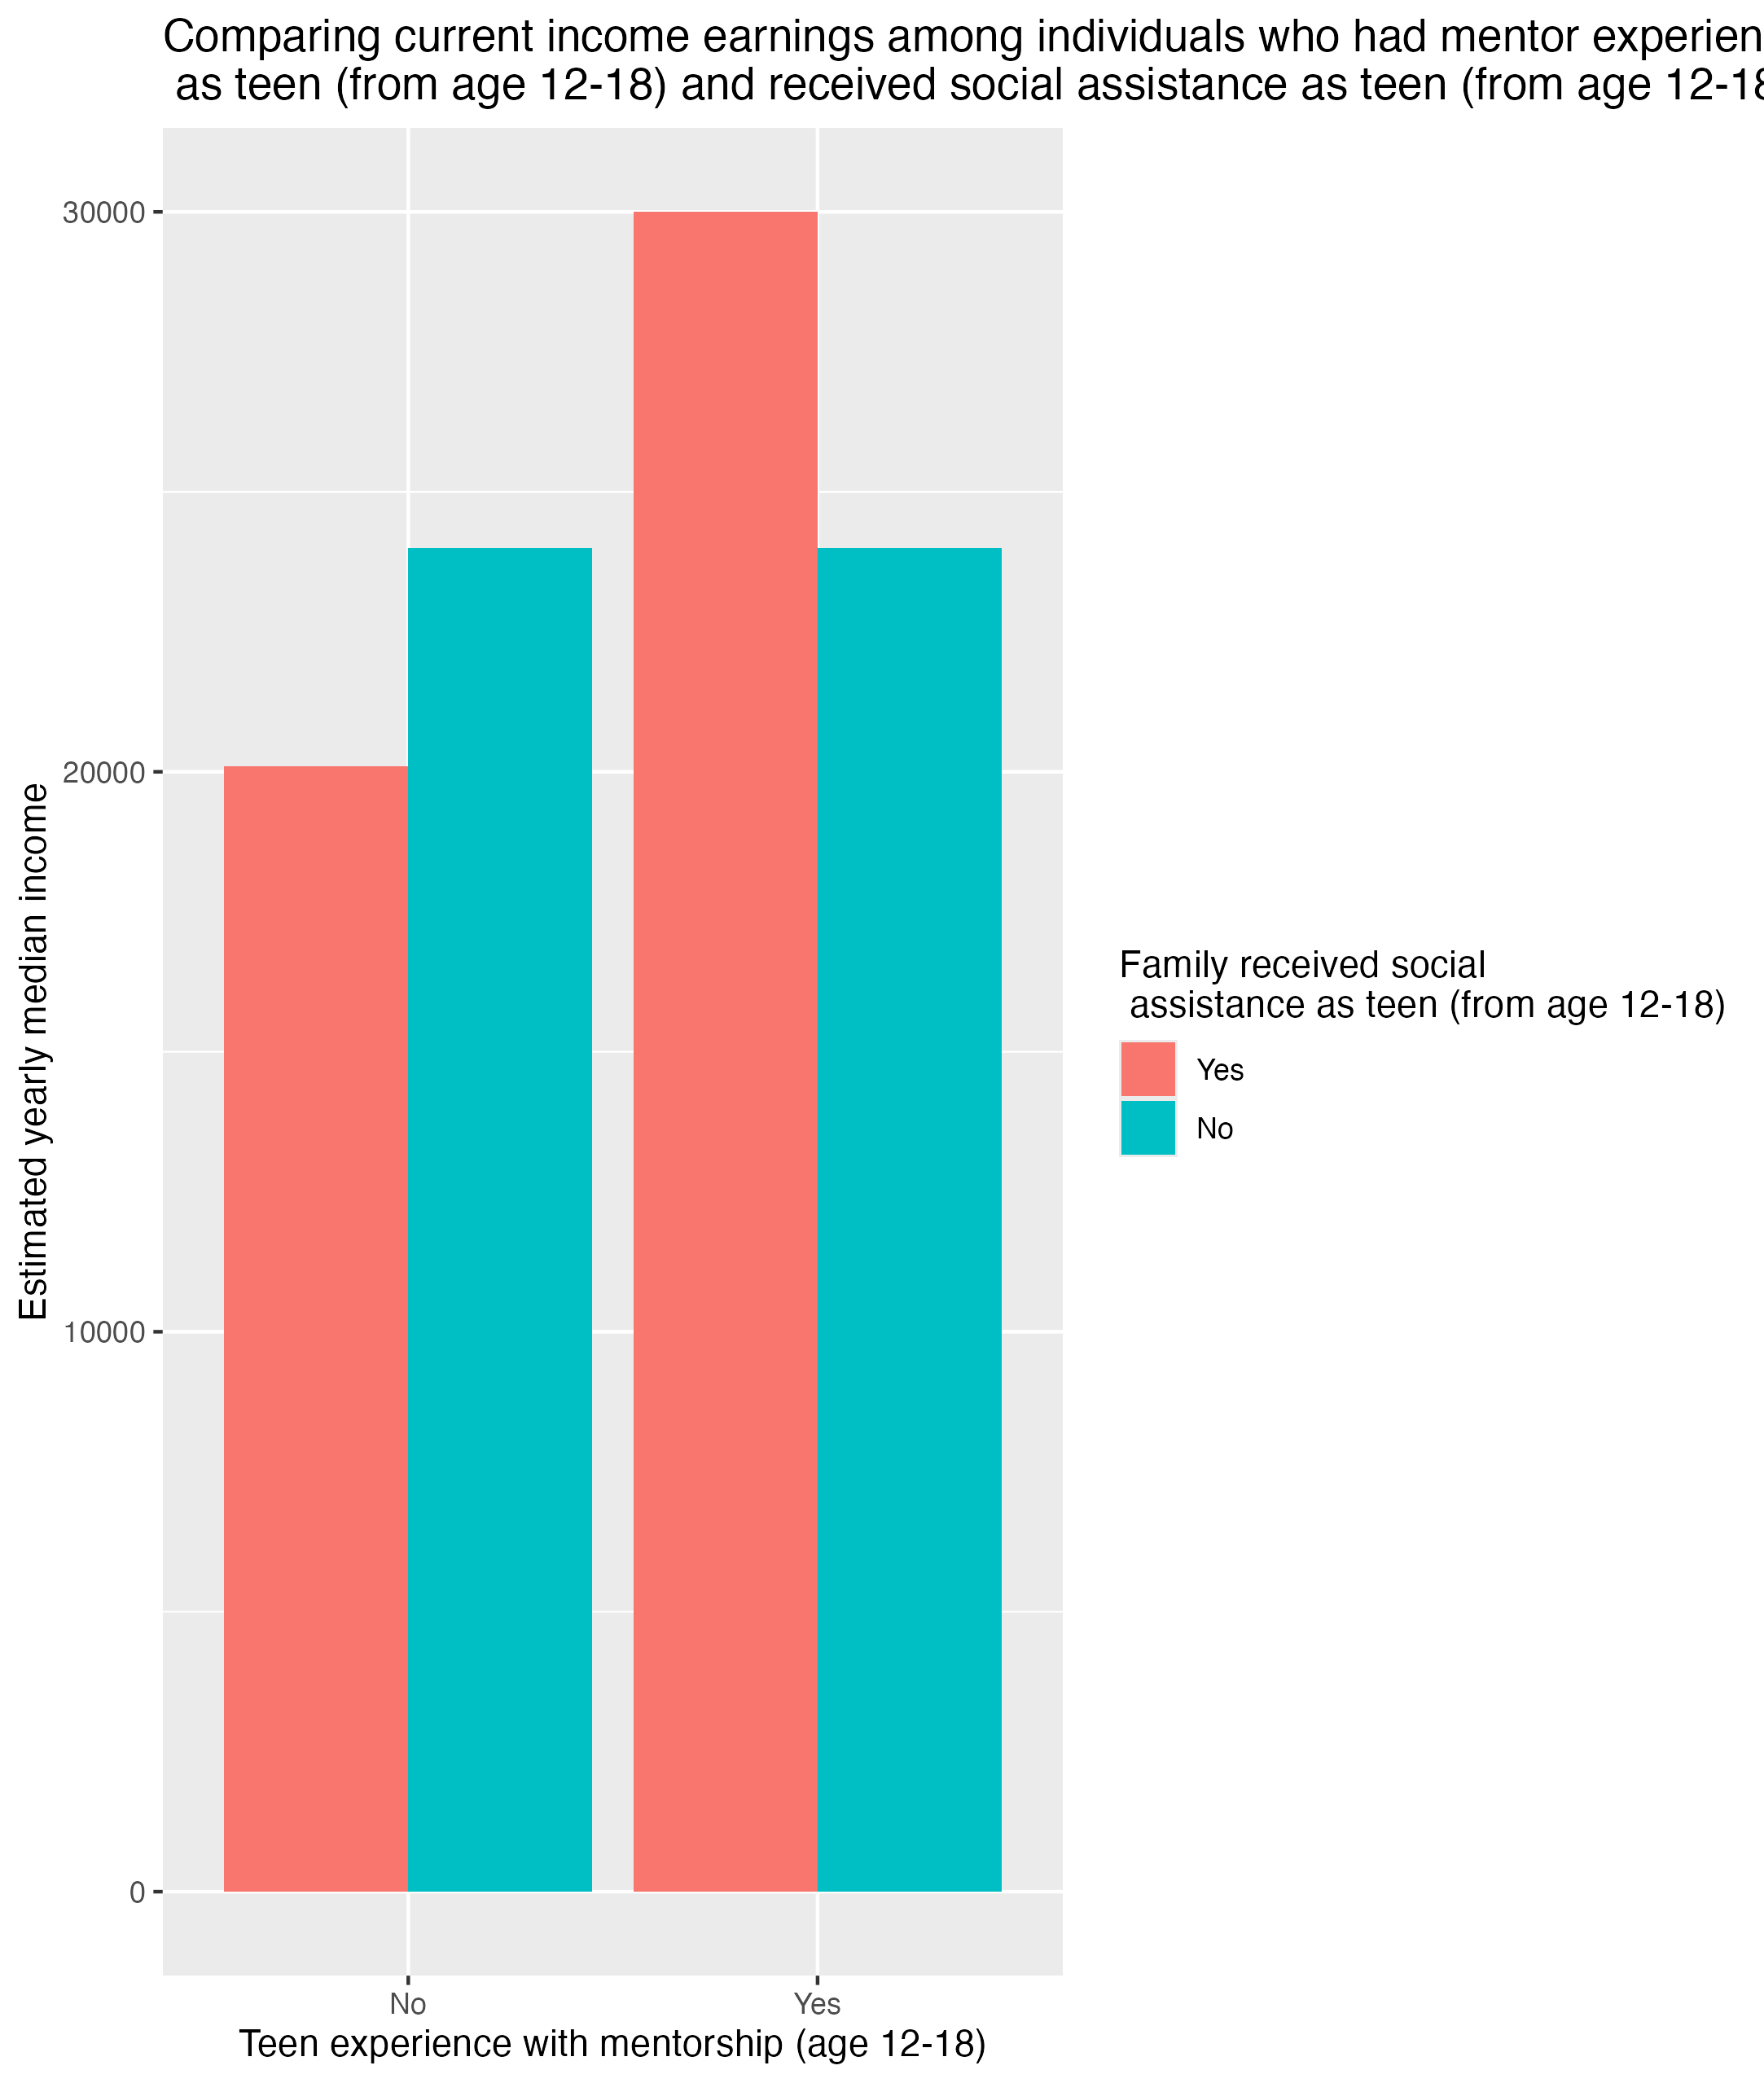 Comparing current income earnings among individuals who had mentor experien
as teen (from age 12-18) and received social assistance as teen (from age 12-18
30000
20000
10000
0
Estimated yearly median income
No
Yes
Teen experience with mentorship (age 12-18)
Family received social
assistance as teen (from age 12-18)
Yes
No